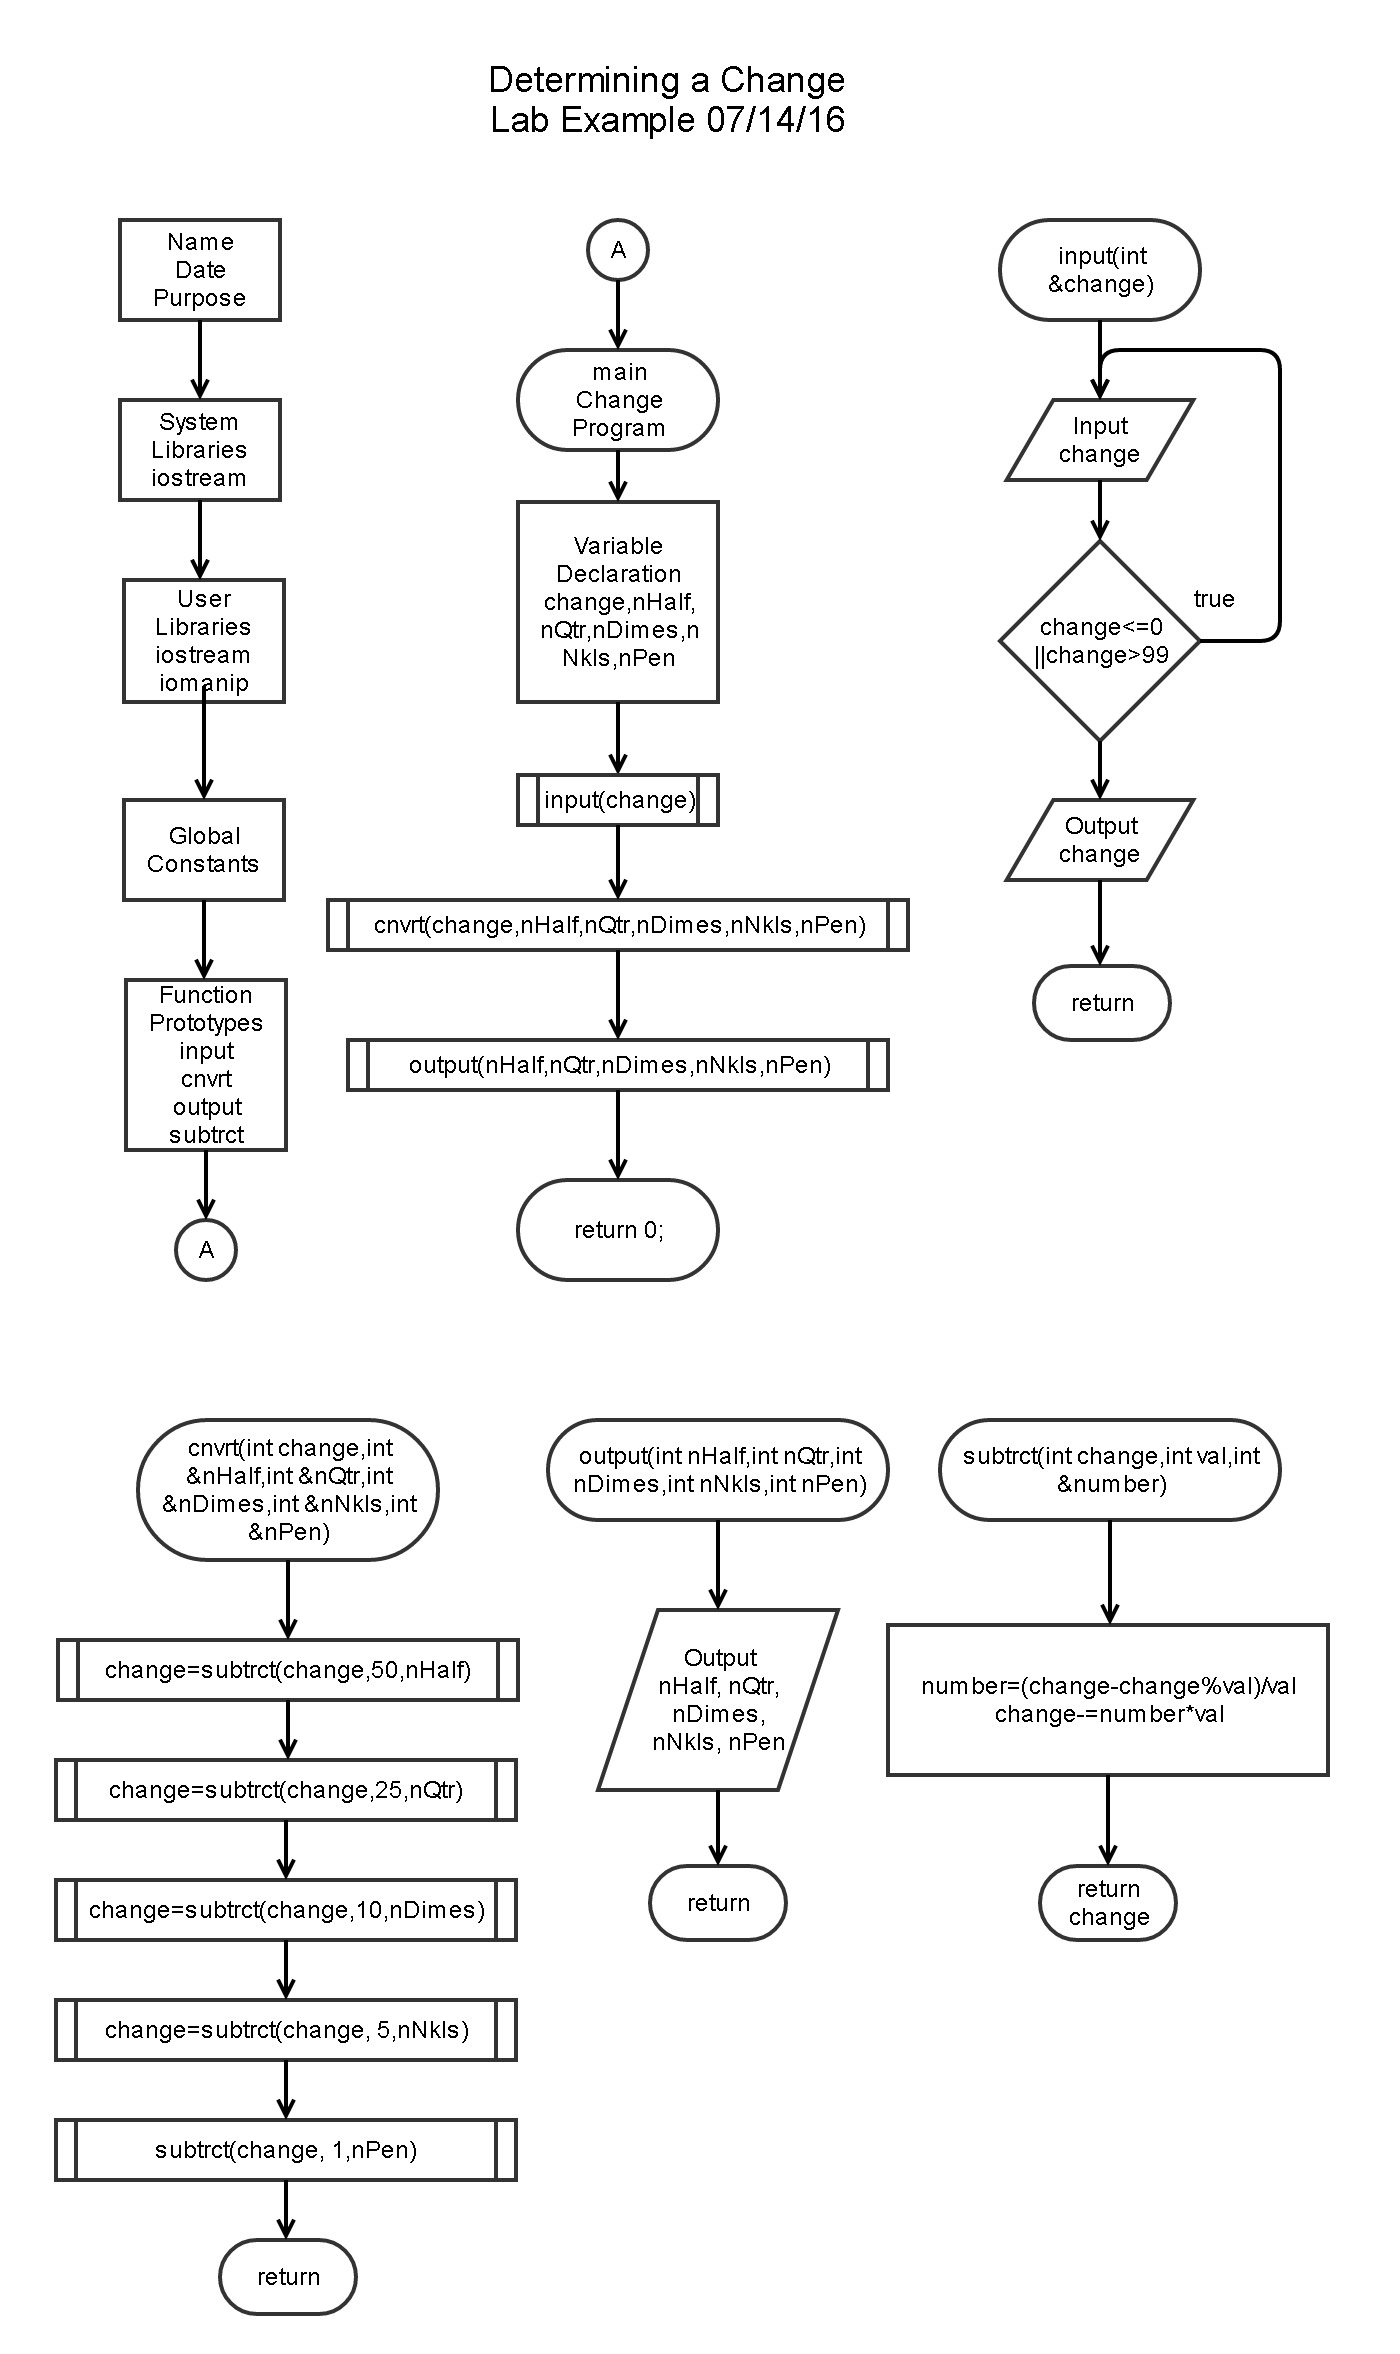 Determining a Change
Lab Example 07/14/16
Name
Date
Purpose
System
Libraries
iostream
User
Libraries
iostream
iomanip
Global
Constants
Function
Prototypes
input
cnvrt
output
subtrct
A
A
main
Change
Program
Variable
Declaration
change,nHalf,
nQtr,nDimes,n
Nkls,nPen
input(change)
cnvrt(change,nHalf,nQtr,nDimes,nNkls,nPen)
output(nHalf,nQtr,nDimes,nNkls,nPen)
return 0;
input(int
&change)
Input
change
true
change<=0
||change>99
Output
change
return
cnvrt(int change,int
&nHalf,int &nQtr,int
&nDimes,int &nNkls,int
&nPen)
change=subtrct(change,50,nHalf)
change=subtrct(change,25,nQtr)
change=subtrct(change,10,nDimes)
change=subtrct(change, 5,nNkls)
subtrct(change, 1,nPen)
return
output(int nHalf,int nQtr,int
nDimes,int nNkls,int nPen)
Output
nHalf, nQtr,
nDimes,
nNkls, nPen
return
subtrct(int change,int val,int
&number)
number=(change-change%val)/val
change-=number*val
return
change